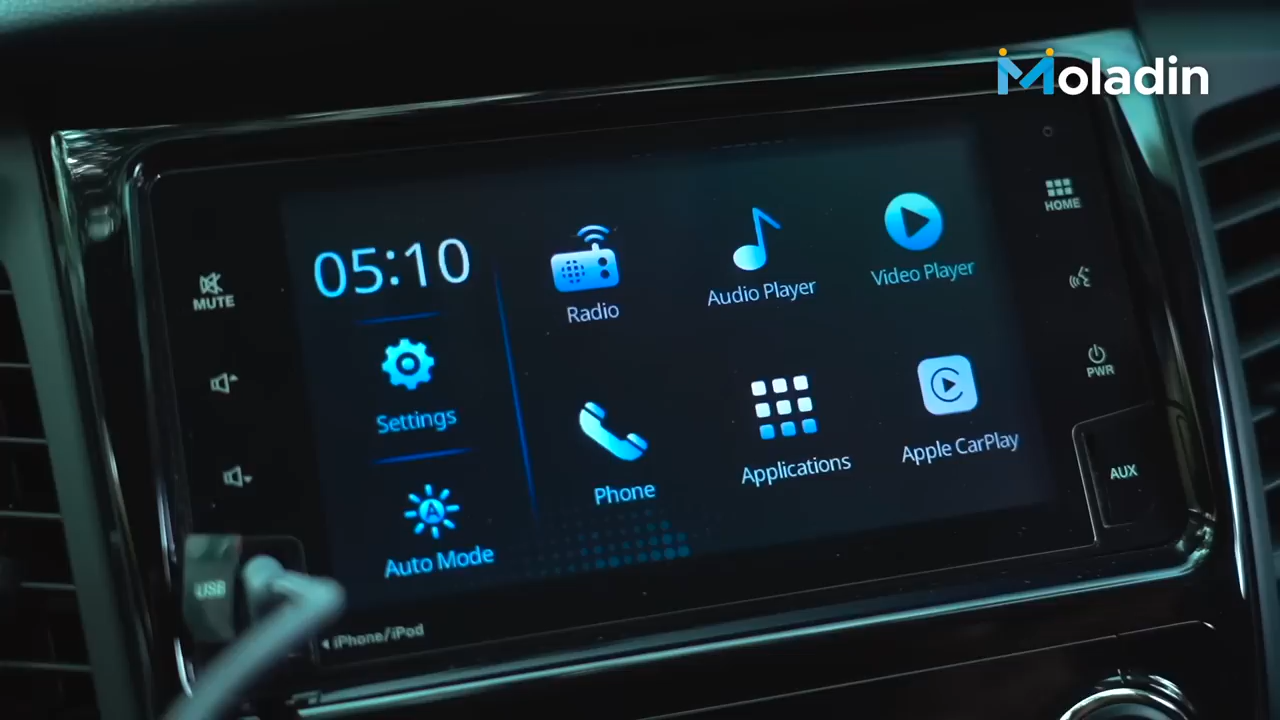 Moladin
HOME
05:10
MUTE
Radio
Audio Player
Video Player
Settings
PWR
Phone
Applications
Apple CarPlay
AUX
A
Auto Mode
USB
iPhone/iPod